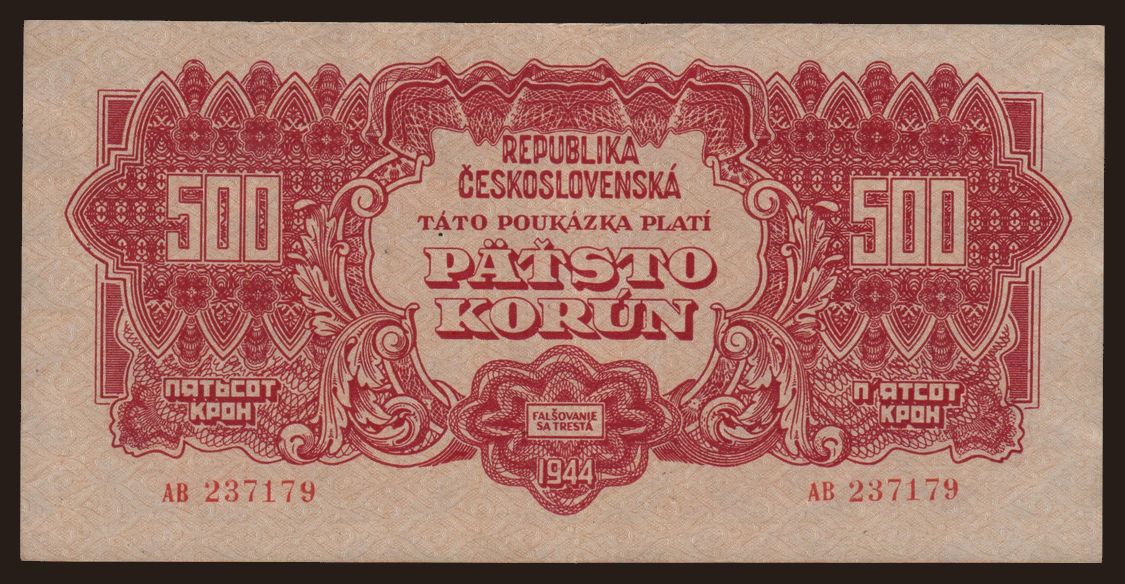 REPUBLIKA
ČESKOSLOVENSKÁ
TÁTO POUKÁZKA PLATÍ
500
500
PÄŤSTO
KORÚN
ПЯТЬСОТ
КРОН
П'ЯТСОТ
КРОН
FALŠOVANIE
SA TRESTÁ
1944
AB 237179
AB 237179